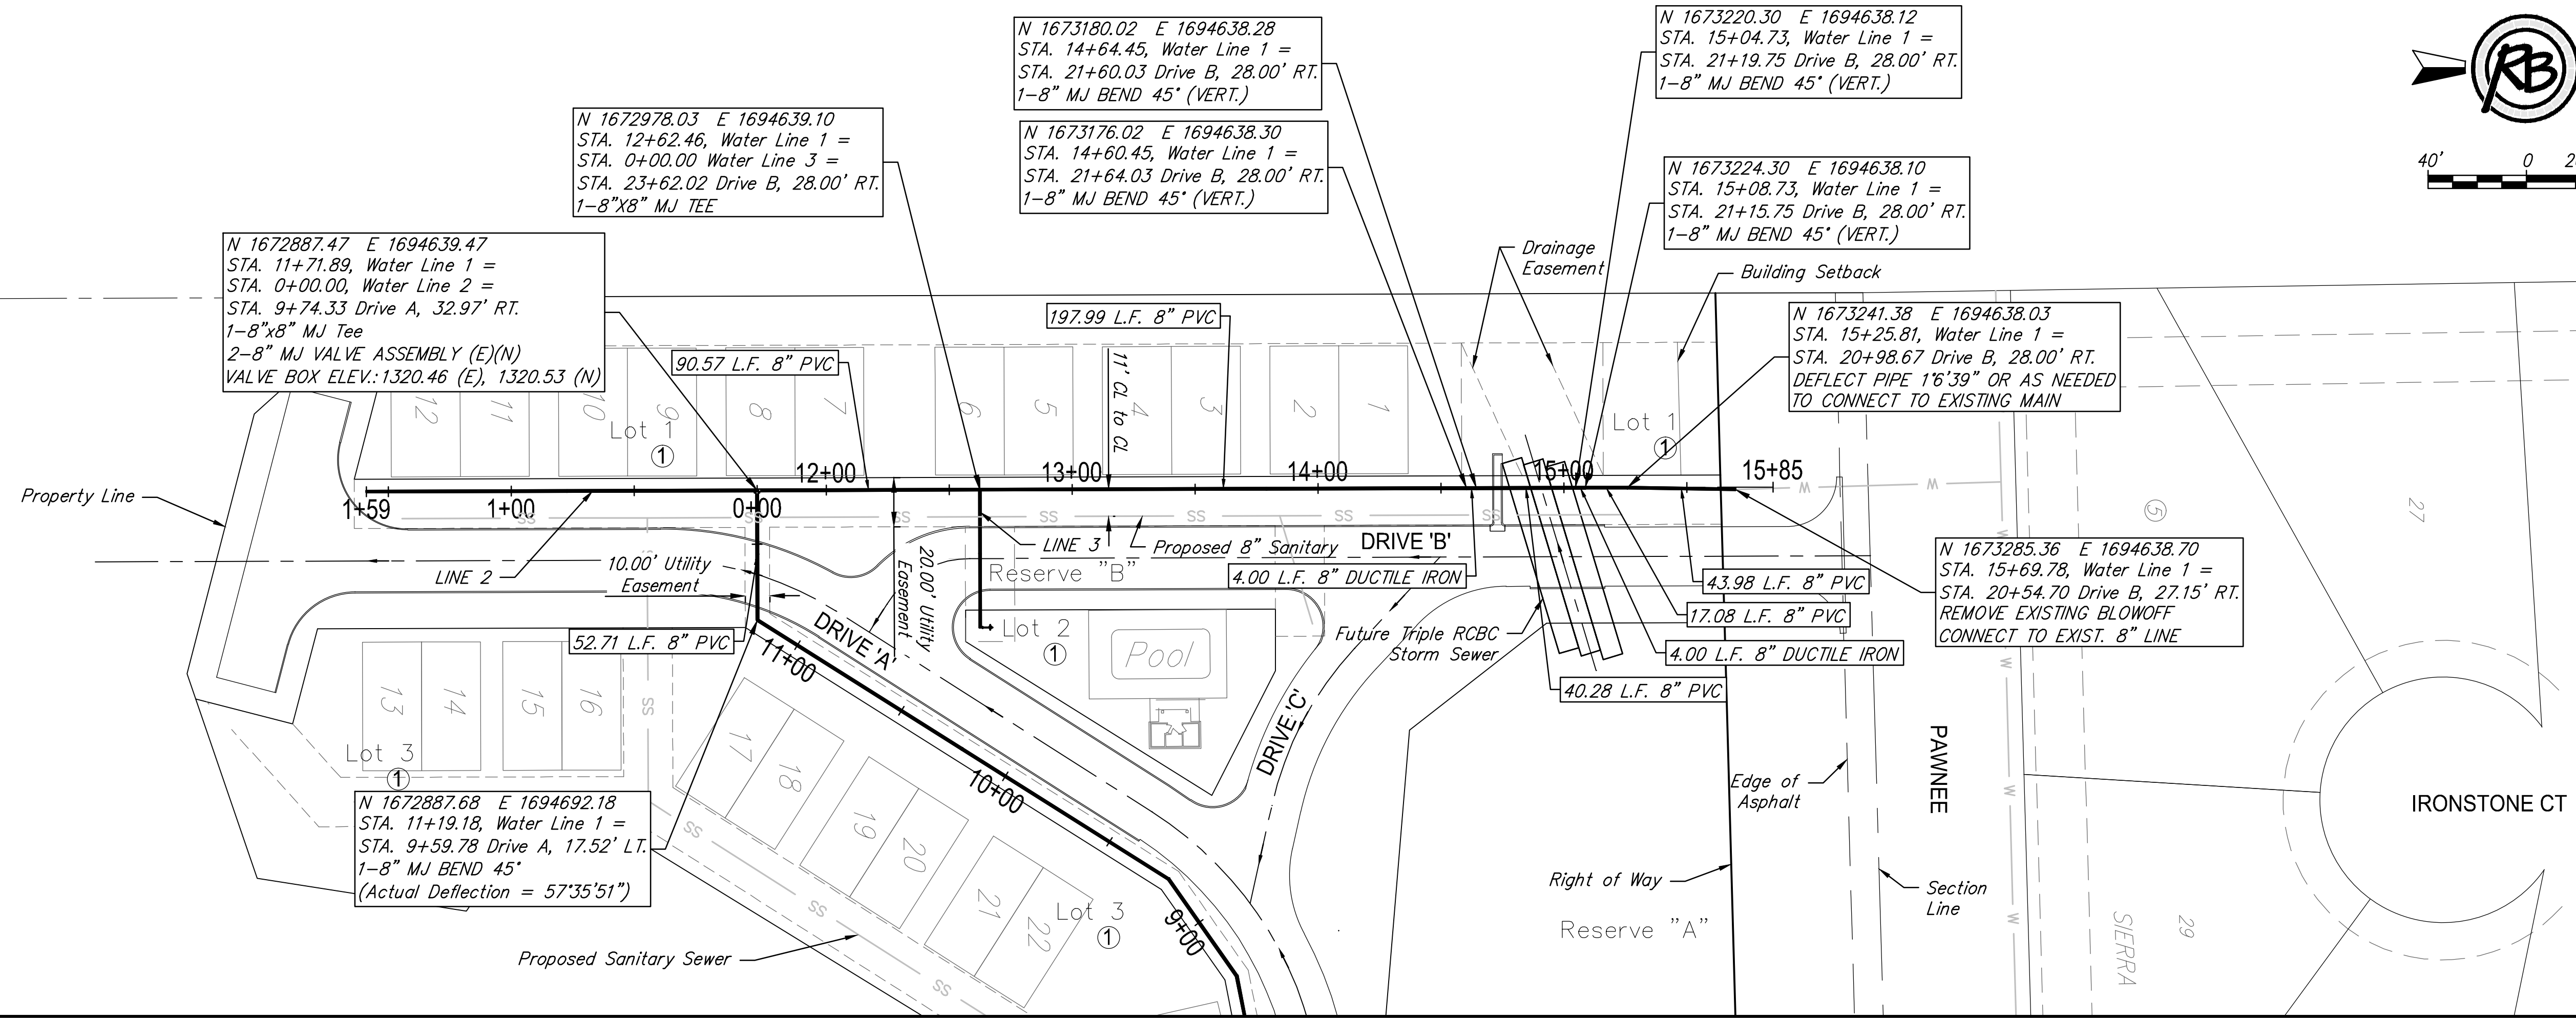 N 1673180.02 E 1694638.28
STA. 14+64.45, Water Line 1 =
STA. 21+60.03 Drive B, 28.00' RT.
1-8" MJ BEND 45° (VERT.)
N 1673220.30 E 1694638.12
STA. 15+04.73, Water Line 1 =
STA. 21+19.75 Drive B, 28.00' RT.
1-8" MJ BEND 45° (VERT.)
RB
40' 0
N 1672978.03 E 1694639.10
STA. 12+62.46, Water Line 1 =
STA. 0+00.00 Water Line 3 =
STA. 23+62.02 Drive B, 28.00' RT.
1-8"X8" MJ TEE
N 1673176.02 E 1694638.30
STA. 14+60.45, Water Line 1 =
STA. 21+64.03 Drive B, 28.00' RT.
1-8" MJ BEND 45° (VERT.)
N 1673224.30 E 1694638.10
STA. 15+08.73, Water Line 1 =
STA. 21+15.75 Drive B, 28.00' RT.
1-8" MJ BEND 45° (VERT.)
N 1672887.47 E 1694639.47
STA. 11+71.89, Water Line 1 =
STA. 0+00.00, Water Line 2 =
STA. 9+74.33 Drive A, 32.97' RT.
1-8"x8" MJ Tee
2-8" MJ VALVE ASSEMBLY (E)(N)
VALVE BOX ELEV.: 1320.46 (E), 1320.53 (N)
Drainage
Easement
Building Setback
N 1673241.38 E 1694638.03
STA. 15+25.81, Water Line 1 =
STA. 20+98.67 Drive B, 28.00' RT.
DEFLECT PIPE 1°6'39" OR AS NEEDED
TO CONNECT TO EXISTING MAIN
197.99 L.F. 8" PVC
90.57 L.F. 8" PVC
11' CL to CL
12
11
10
9
8
7
6
5
4
3
2
1
Lot 1
1
Lot 1
1
12+00
13+00
14+00
15+00
15+85
Property Line
1+59
1+00
0+00
SS
SS
SS
SS
SS
SS
W
W
5
27
LINE 2
10.00' Utility
Easement
20.00' Utility
Easement
LINE 3
Proposed 8" Sanitary
DRIVE 'B'
Reserve "B"
4.00 L.F. 8" DUCTILE IRON
N 1673285.36 E 1694638.70
STA. 15+69.78, Water Line 1 =
STA. 20+54.70 Drive B, 27.15' RT.
REMOVE EXISTING BLOWOFF
CONNECT TO EXIST. 8" LINE
43.98 L.F. 8" PVC
17.08 L.F. 8" PVC
4.00 L.F. 8" DUCTILE IRON
40.28 L.F. 8" PVC
Future Triple RCBC
Storm Sewer
52.71 L.F. 8" PVC
DRIVE 'A'
11+00
Lot 2
1
Pool
DRIVE 'C'
13
14
15
16
SS
17
18
19
20
21
22
Lot 3
1
10+00
9+00
N 1672887.68 E 1694692.18
STA. 11+19.18, Water Line 1 =
STA. 9+59.78 Drive A, 17.52' LT.
1-8" MJ BEND 45°
(Actual Deflection = 57°35'51")
SS
SS
SS
Proposed Sanitary Sewer
Lot 3
1
Edge of
Asphalt
PAWNEE
W
W
W
W
IRONSTONE CT
Right of Way
Section
Line
Reserve "A"
SIERRA
29